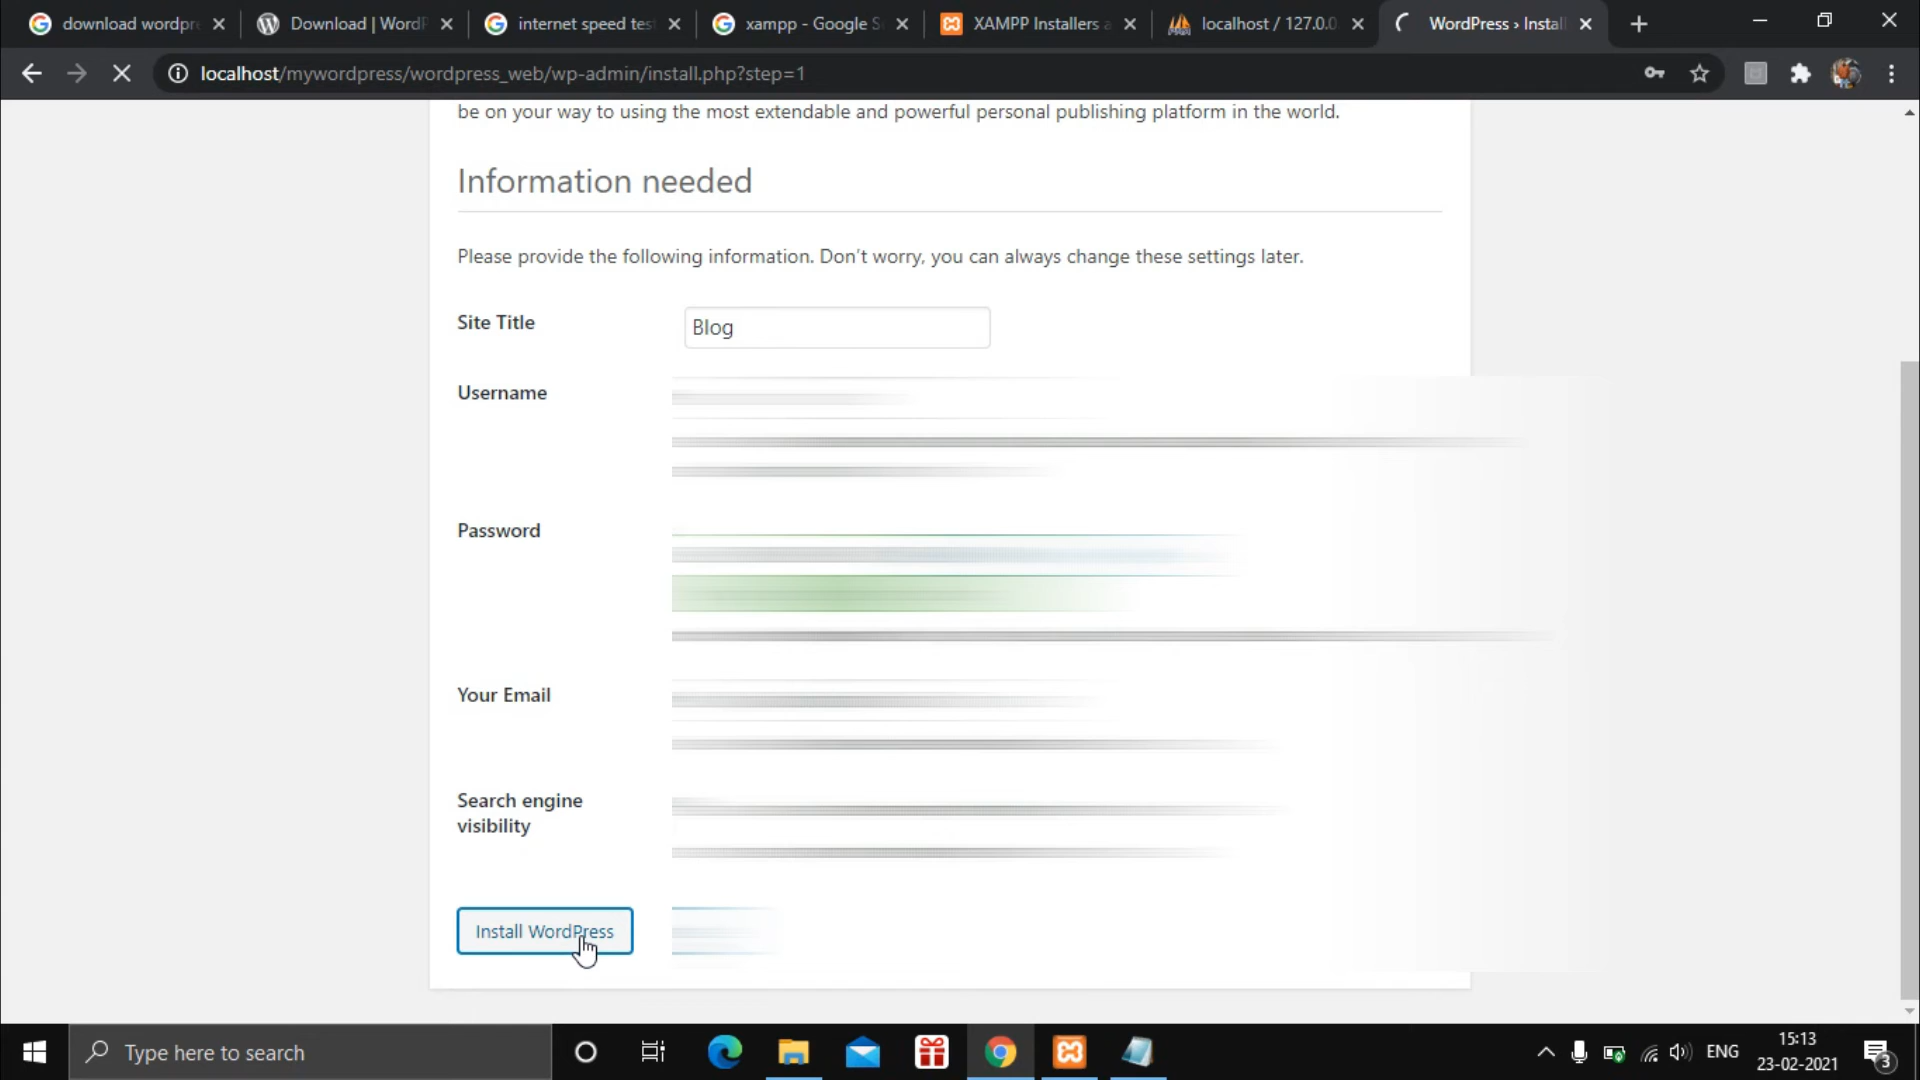 download wordpre
Download | WordP
internet speed tes
xampp - Google S
XAMPP Installers a
localhost / 127.0.0.
WordPress › Install
localhost/mywordpress/wordpress_web/wp-admin/install.php?step=1
be on your way to using the most extendable and powerful personal publishing platform in the world.
Information needed
Please provide the following information. Don't worry, you can always change these settings later.
Site Title
Blog
Username
Password
Your Email
Search engine
visibility
Install WordPress
Type here to search
ENG
15:13
23-02-2021
3